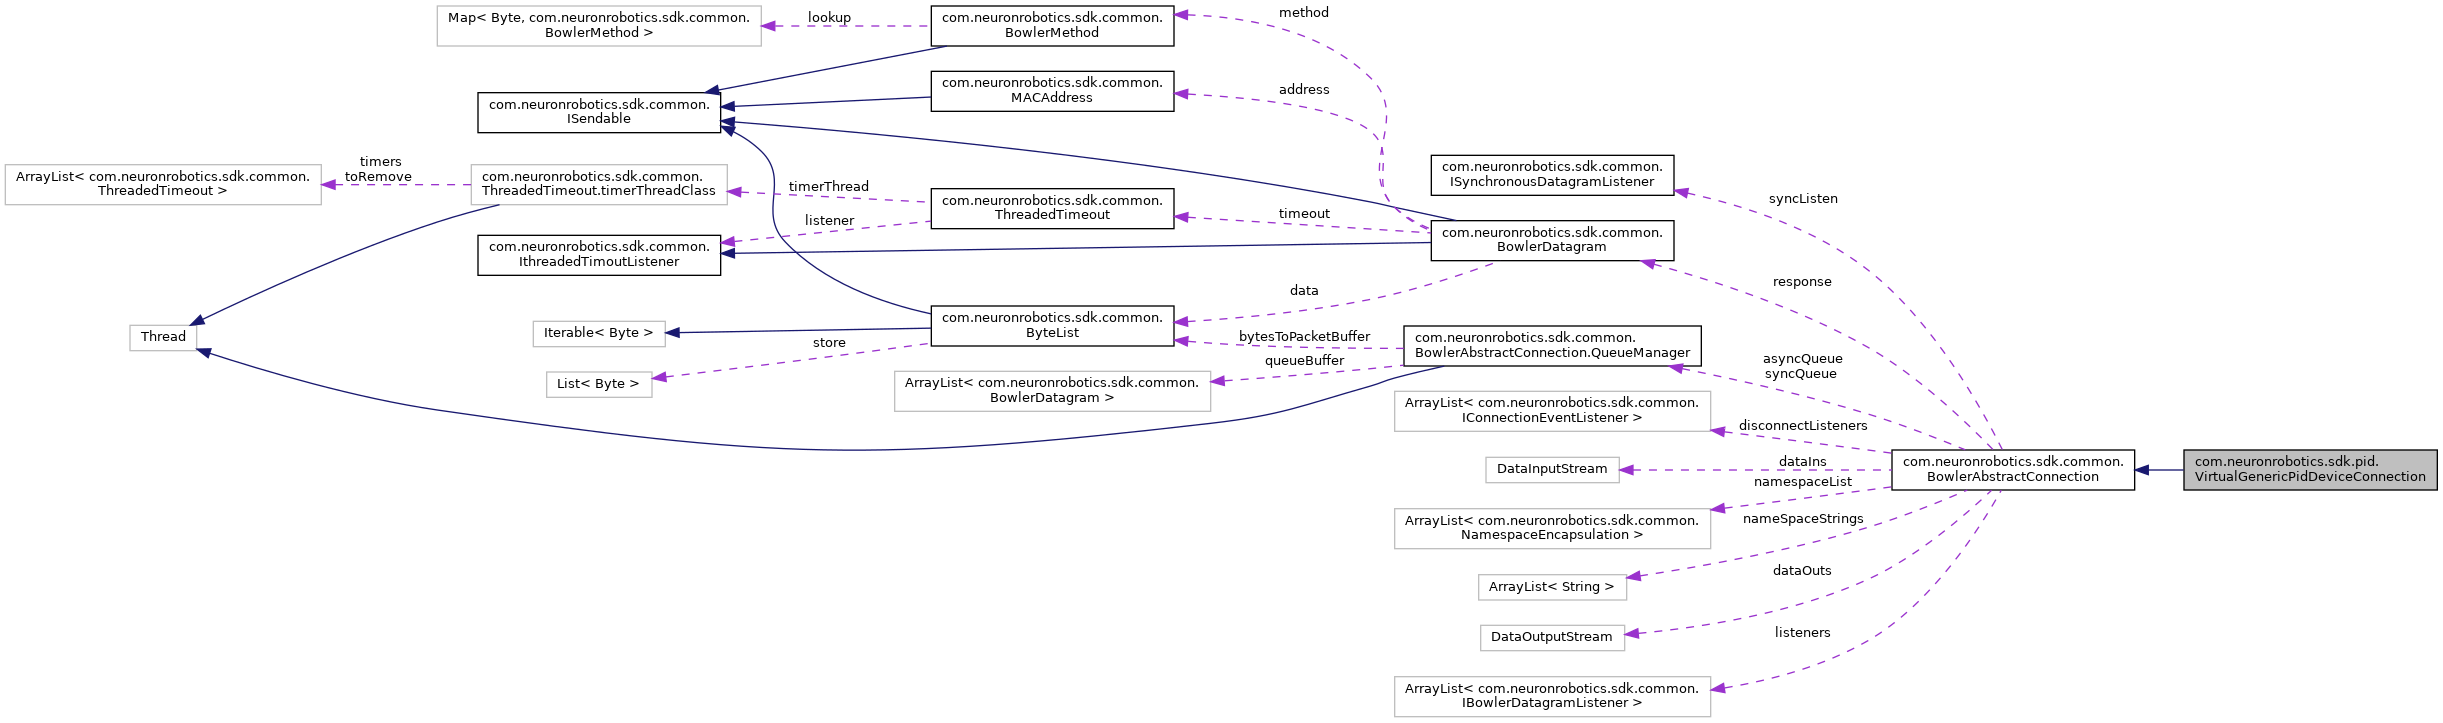 Map< Byte, com.neuronrobotics.sdk.common.
BowlerMethod >
lookup
com.neuronrobotics.sdk.common.
BowlerMethod
method
com.neuronrobotics.sdk.common.
MACAddress
address
com.neuronrobotics.sdk.common.
ISendable
ArrayList< com.neuronrobotics.sdk.common.
ThreadedTimeout >
timers
toRemove
com.neuronrobotics.sdk.common.
ThreadedTimeout.timerThreadClass
timerThread
listener
com.neuronrobotics.sdk.common.
ThreadedTimeout
timeout
com.neuronrobotics.sdk.common.
ISynchronousDatagramListener
syncListen
com.neuronrobotics.sdk.common.
BowlerDatagram
com.neuronrobotics.sdk.common.
IthreadedTimoutListener
data
response
Thread
Iterable< Byte >
com.neuronrobotics.sdk.common.
ByteList
store
List< Byte >
bytesToPacketBuffer
queueBuffer
com.neuronrobotics.sdk.common.
BowlerAbstractConnection.QueueManager
asyncQueue
syncQueue
ArrayList< com.neuronrobotics.sdk.common.
BowlerDatagram >
ArrayList< com.neuronrobotics.sdk.common.
IConnectionEventListener >
disconnectListeners
DataInputStream
dataIns
namespaceList
com.neuronrobotics.sdk.common.
BowlerAbstractConnection
com.neuronrobotics.sdk.pid.
VirtualGenericPidDeviceConnection
ArrayList< com.neuronrobotics.sdk.common.
NamespaceEncapsulation >
nameSpaceStrings
ArrayList< String >
dataOuts
DataOutputStream
listeners
ArrayList< com.neuronrobotics.sdk.common.
IBowlerDatagramListener >